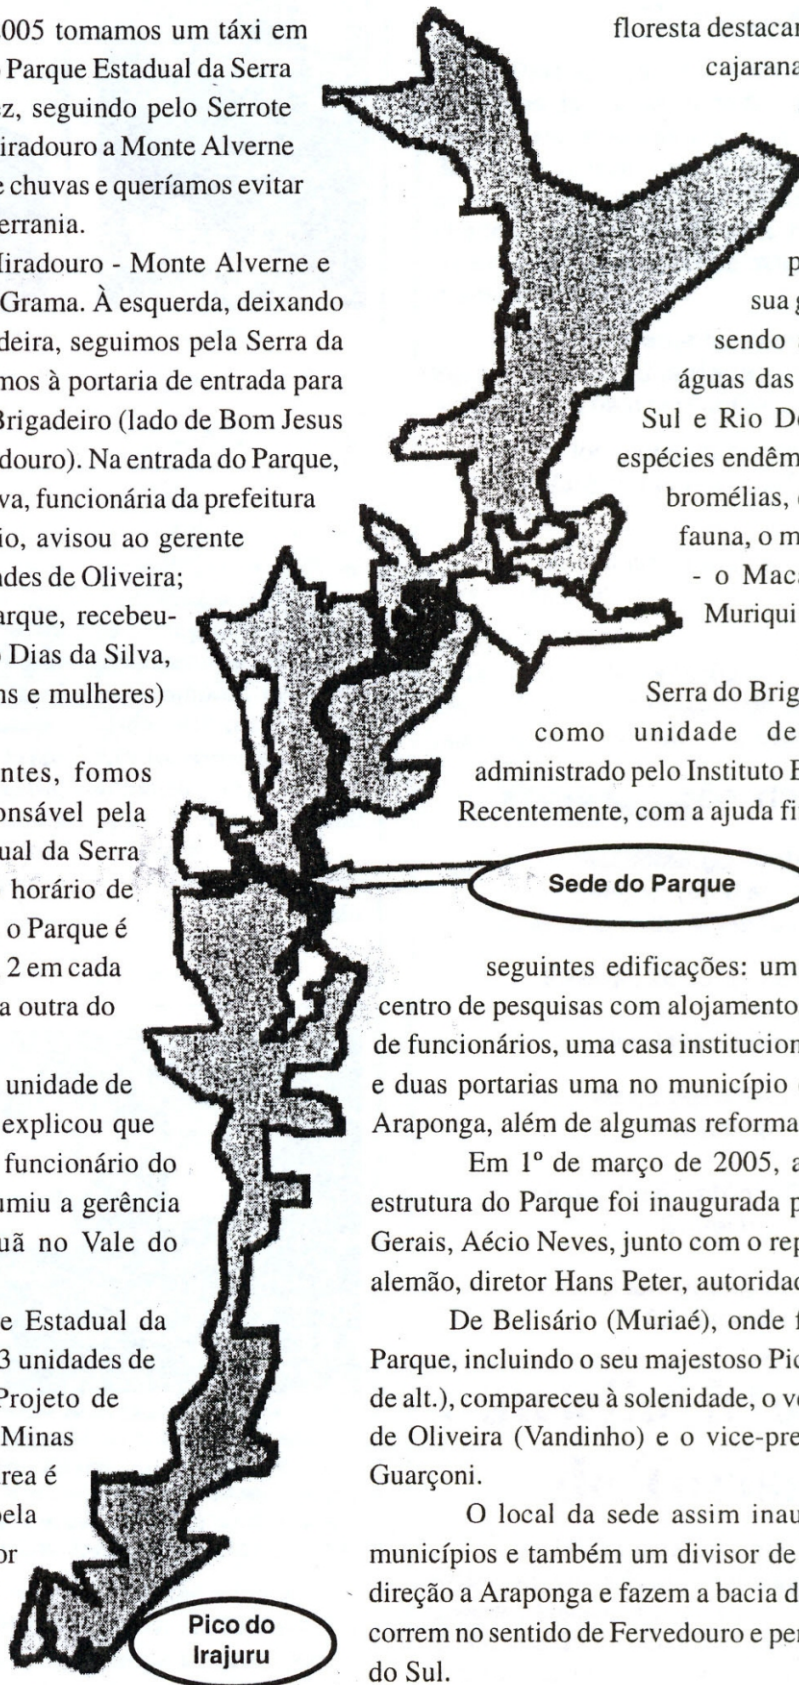 2005 tomamos um táxi em
Parque Estadual da Serra
ez, seguindo pelo Serrote
iradouro a Monte Alverne
e chuvas e queríamos evitar
errania.
Miradouro - Monte Alverne e
Grama. À esquerda, deixando
deira, seguimos pela Serra da
mos à portaria de entrada para
Brigadeiro (lado de Bom Jesus
douro). Na entrada do Parque,
va, funcionária da prefeitura
io, avisou ao gerente
ndes de Oliveira;
arque, recebeu-
Dias da Silva,
ns e mulheres)
ntes, fomos
onsável pela
ual da Serra
horário de
o Parque é
2 em cada
a outra do
unidade de
explicou que
funcionário do
umiu a gerência
uã no Vale do
e Estadual da
3 unidades de
Projeto de
Minas
área é
pela
or
Pico do
Irajuru
floresta destacam
cajarana
p
sua g
sendo
águas das
Sul e Rio Do
espécies endêm
bromélias,
fauna, o m
- o Maca
Muriqui
Serra do Briga
como unidade de
administrado pelo Instituto E
Recentemente, com a ajuda fi
Sede do Parque
seguintes edificações: um
centro de pesquisas com alojamento
de funcionários, uma casa institucion
e duas portarias uma no município
Araponga, além de algumas reforma
Em 1º de março de 2005, a
estrutura do Parque foi inaugurada p
Gerais, Aécio Neves, junto com o rep
alemão, diretor Hans Peter, autoridad
De Belisário (Muriaé), onde f
Parque, incluindo o seu majestoso Pic
de alt.), compareceu à solenidade, o ve
de Oliveira (Vandinho) e o vice-pre
Guarçoni.
O local da sede assim inau
municípios e também um divisor de
direção a Araponga e fazem a bacia d
correm no sentido de Fervedouro e per
do Sul.